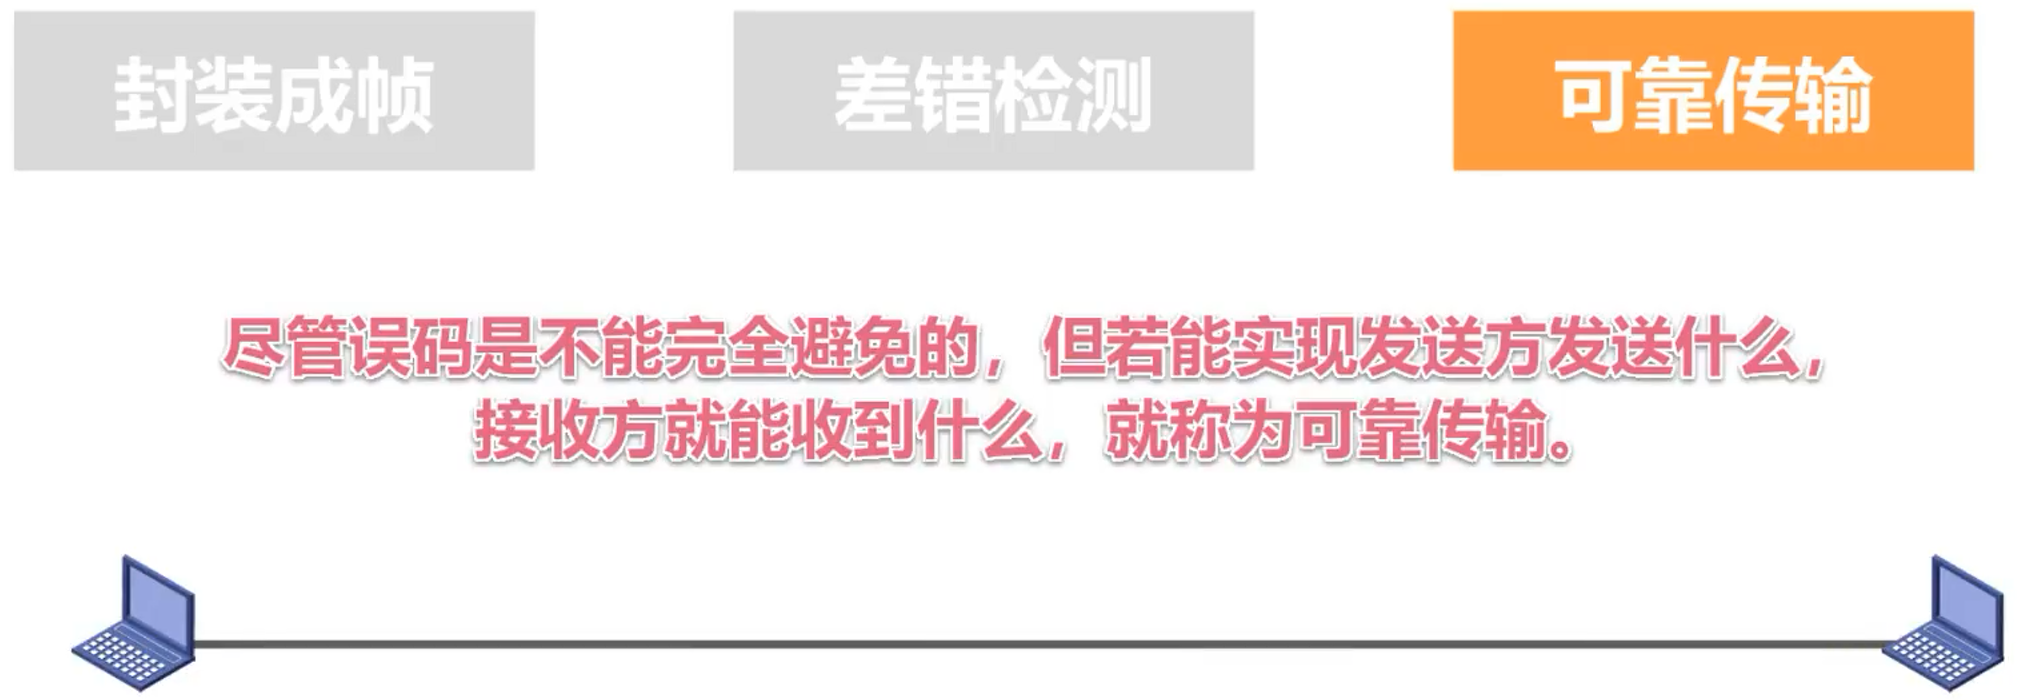 封装成帧
差错检测
可靠传输
尽管误码是不能完全避免的，但若能实现发送方发送什么，
接收方就能收到什么，就称为可靠传输。